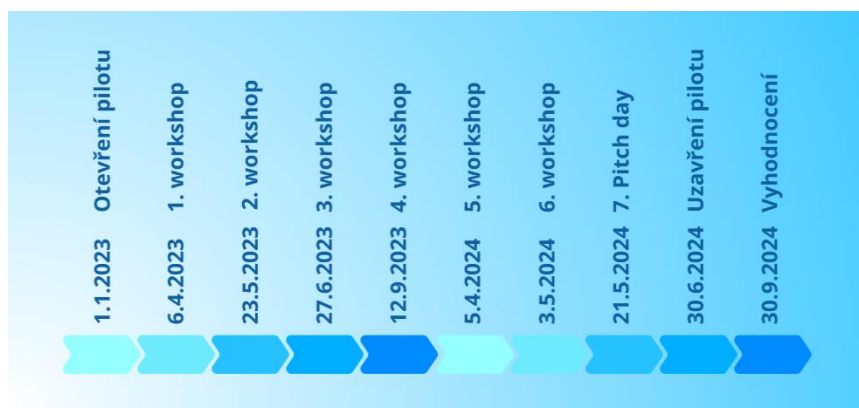 1.1.2023 Otevření pilotu
6.4.2023 1. workshop
23.5.2023 2. workshop
27.6.2023 3. workshop
12.9.2023 4. workshop
5.4.2024 5. workshop
3.5.2024 6. workshop
21.5.2024 7. Pitch day
30.6.2024 Uzavření pilotu
30.9.2024 Vyhodnocení